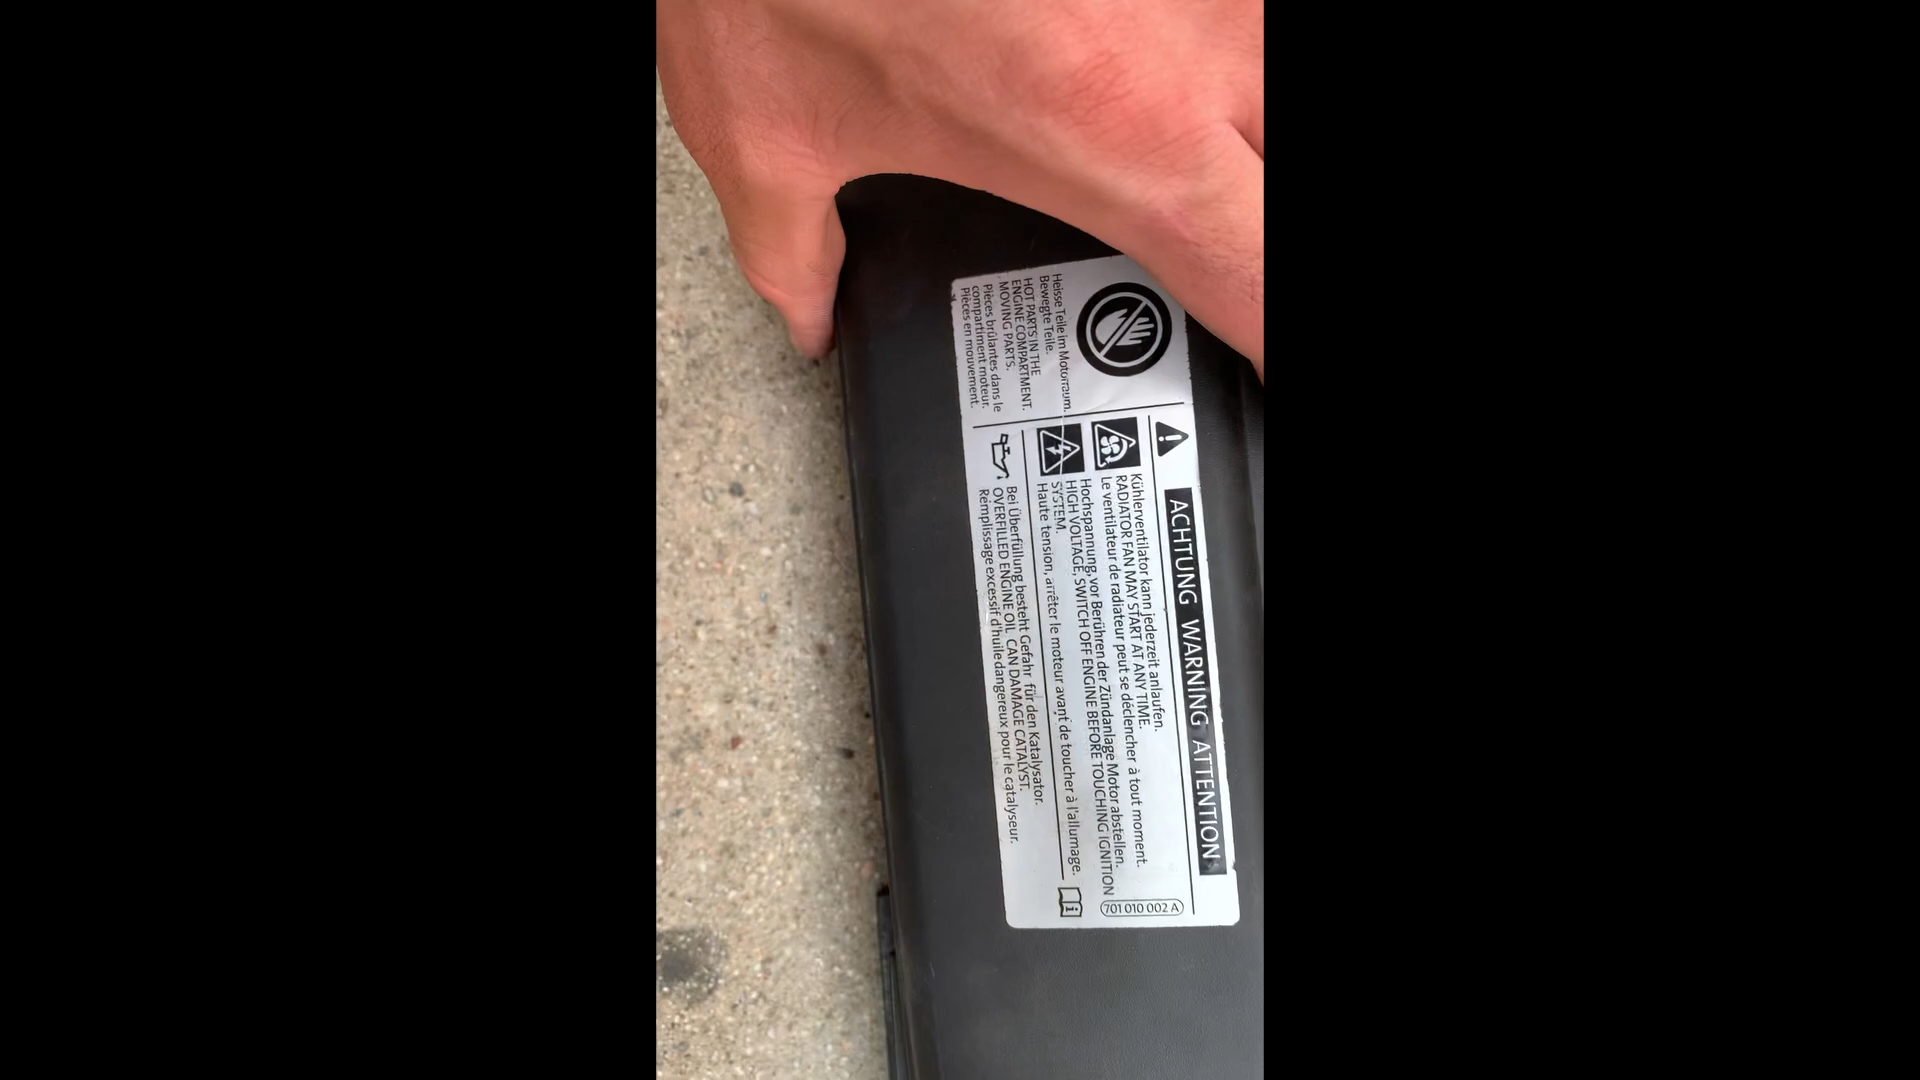 ACHTUNG WARNING ATTENTION
Heisse Teile im Motorraum.
Bewegte Teile.
HOT PARTS IN THE
ENGINE COMPARTMENT.
MOVING PARTS.
Pièces brûlantes dans le
compartiment moteur.
Pièces en mouvement.
Kühlerventilator kann jederzeit anlaufen.
RADIATOR FAN MAY START AT ANY TIME.
Le ventilateur de radiateur peut se déclencher à tout moment.
Hochspannung, vor Berühren der Zündanlage Motor abstellen.
HIGH VOLTAGE, SWITCH OFF ENGINE BEFORE TOUCHING IGNITION
SYSTEM.
Haute tension, arrêter le moteur avant de toucher à l'allumage.
Bei Überfüllung besteht Gefahr für den Katalysator.
OVERFILLED ENGINE OIL CAN DAMAGE CATALYST.
Remplissage excessif d'huile dangereux pour le catalyseur.
701 010 002 A